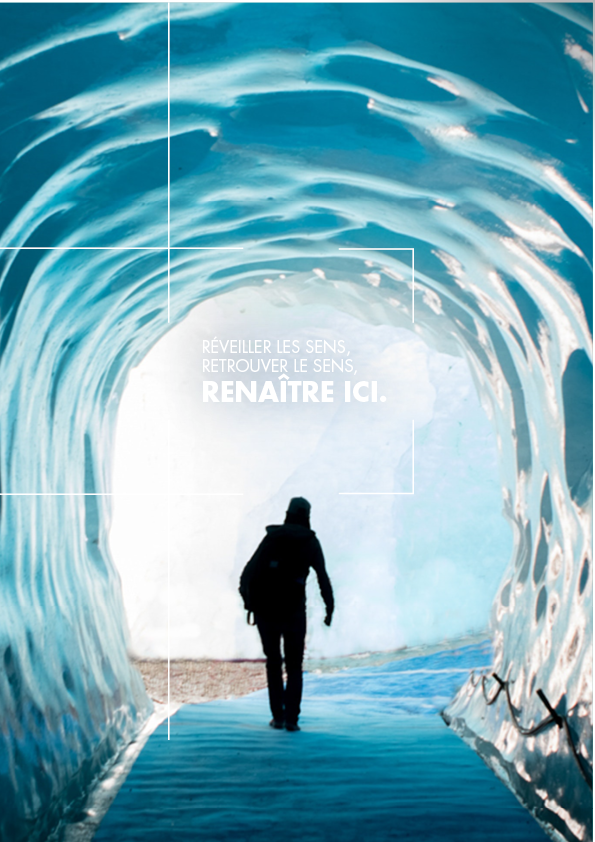 RÉVEILLER LES SENS,
RETROUVER LE SENS,
RENAÎTRE ICI.